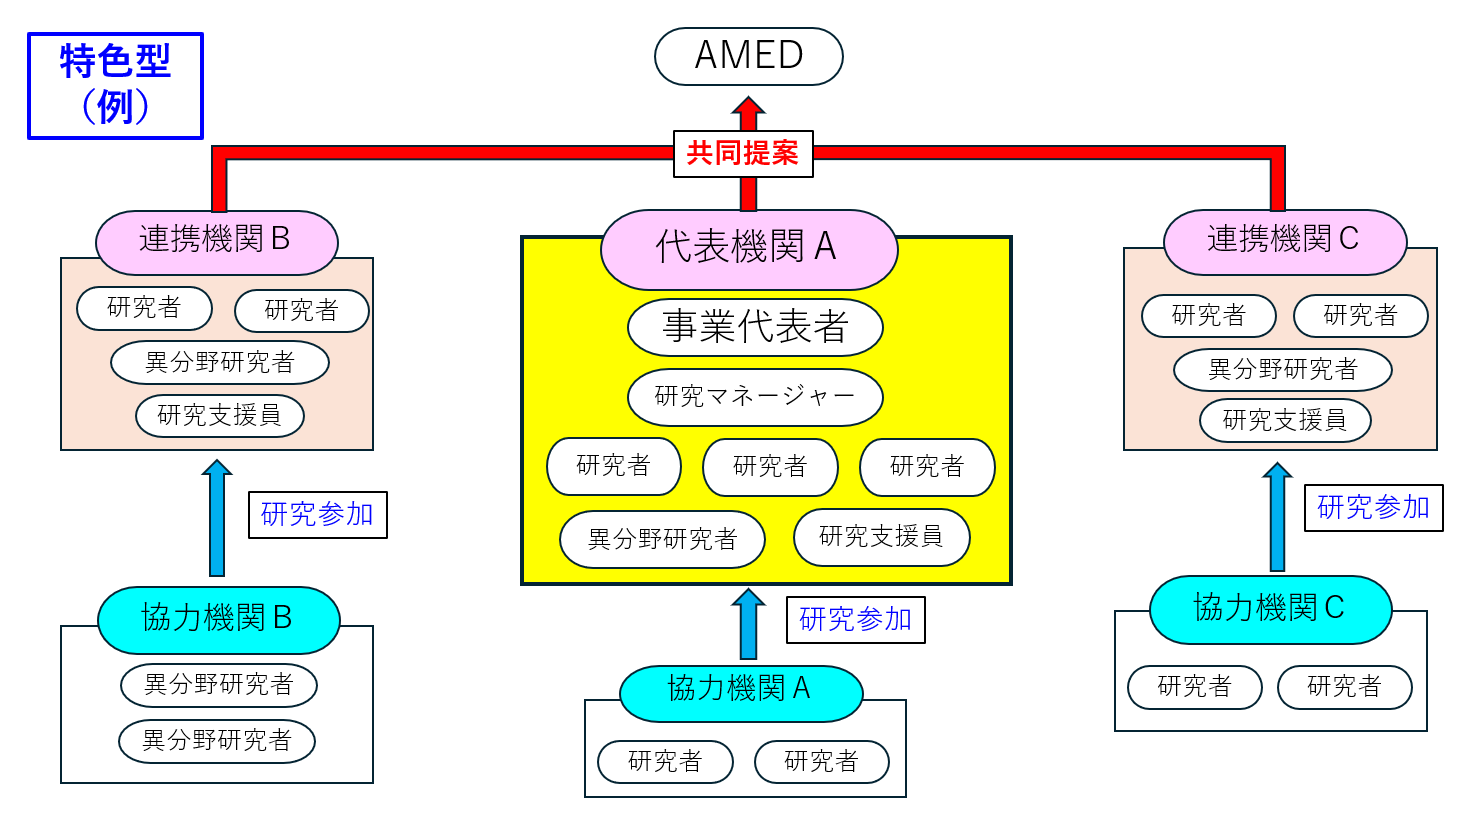 特色型
（例）
AMED
共同提案
連携機関B
研究者
研究者
異分野研究者
研究支援員
研究参加
協力機関B
異分野研究者
異分野研究者
代表機関A
事業代表者
研究マネージャー
研究者
研究者
研究者
異分野研究者
研究支援員
研究参加
協力機関A
研究者
研究者
連携機関C
研究者
研究者
異分野研究者
研究支援員
研究参加
協力機関C
研究者
研究者